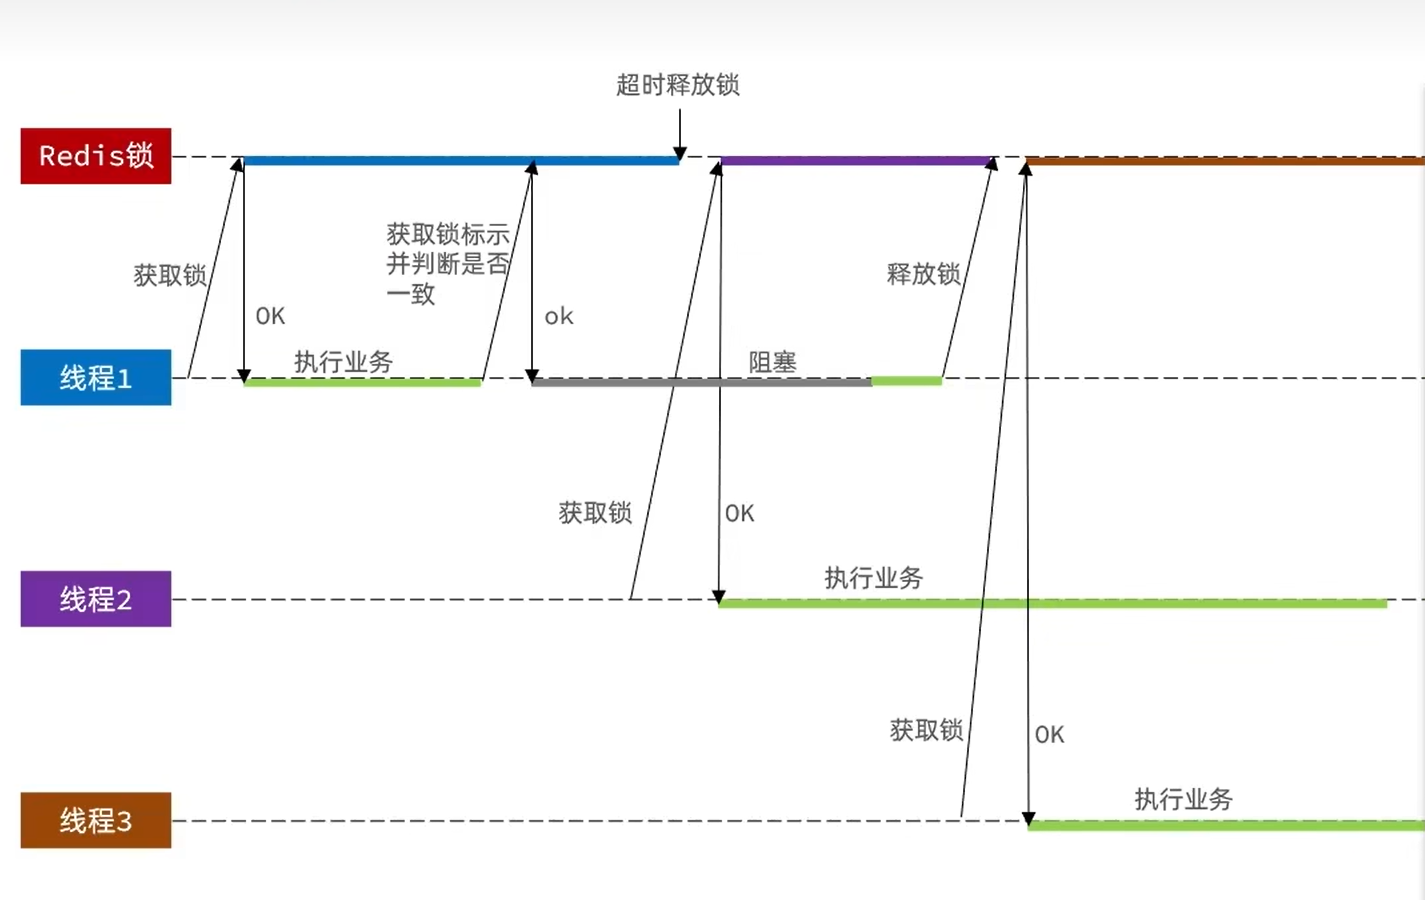 超时释放锁
Redis锁
获取锁标示
并判断是否
一致
获取锁
释放锁
OK
ok
执行业务
阻塞
线程1
获取锁
OK
执行业务
线程2
获取锁
OK
执行业务
线程3